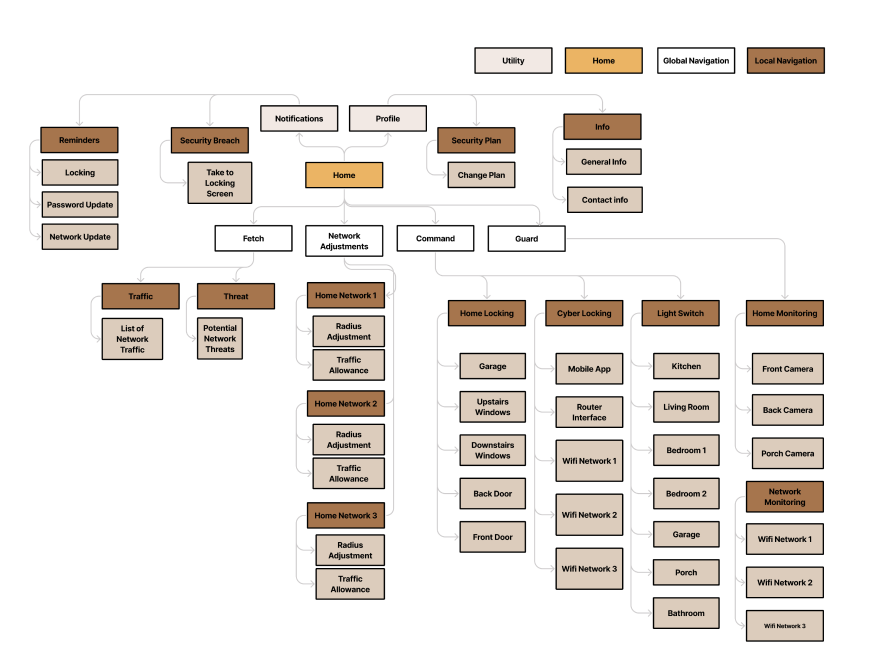 Utility
Home
Global Navigation
Local Navigation
Notifications
Profile
Reminders
Locking
Password Update
Network Update
Security Breach
Take to
Locking
Screen
Home
Security Plan
Change Plan
Info
General Info
Contact info
Fetch
Network
Adjustments
Command
Guard
Traffic
List of
Network
Traffic
Threat
Potential
Network
Threats
Home Network 1
Radius
Adjustment
Traffic
Allowance
Home Network 2
Radius
Adjustment
Traffic
Allowance
Home Network 3
Radius
Adjustment
Traffic
Allowance
Home Locking
Garage
Upstairs
Windows
Downstairs
Windows
Back Door
Front Door
Cyber Locking
Mobile App
Router
Interface
Wifi Network 1
Wifi Network 2
Wifi Network 3
Light Switch
Kitchen
Living Room
Bedroom 1
Bedroom 2
Garage
Porch
Bathroom
Home Monitoring
Front Camera
Back Camera
Porch Camera
Network
Monitoring
Wifi Network 1
Wifi Network 2
Wifi Network 3